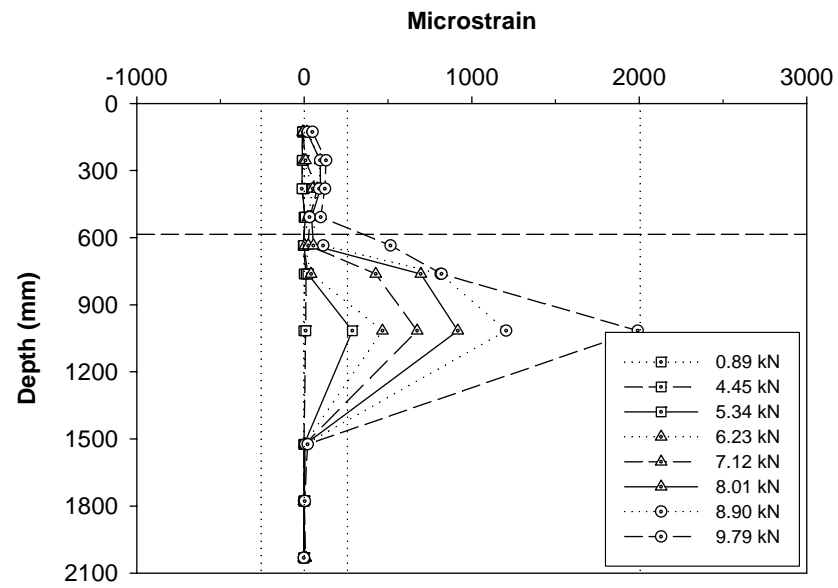 Microstrain
-1000 0 1000 2000 3000
Depth (mm)
0
300
600
900
1200
1500
1800
2100
0.89 kN
4.45 kN
5.34 kN
6.23 kN
7.12 kN
8.01 kN
8.90 kN
9.79 kN